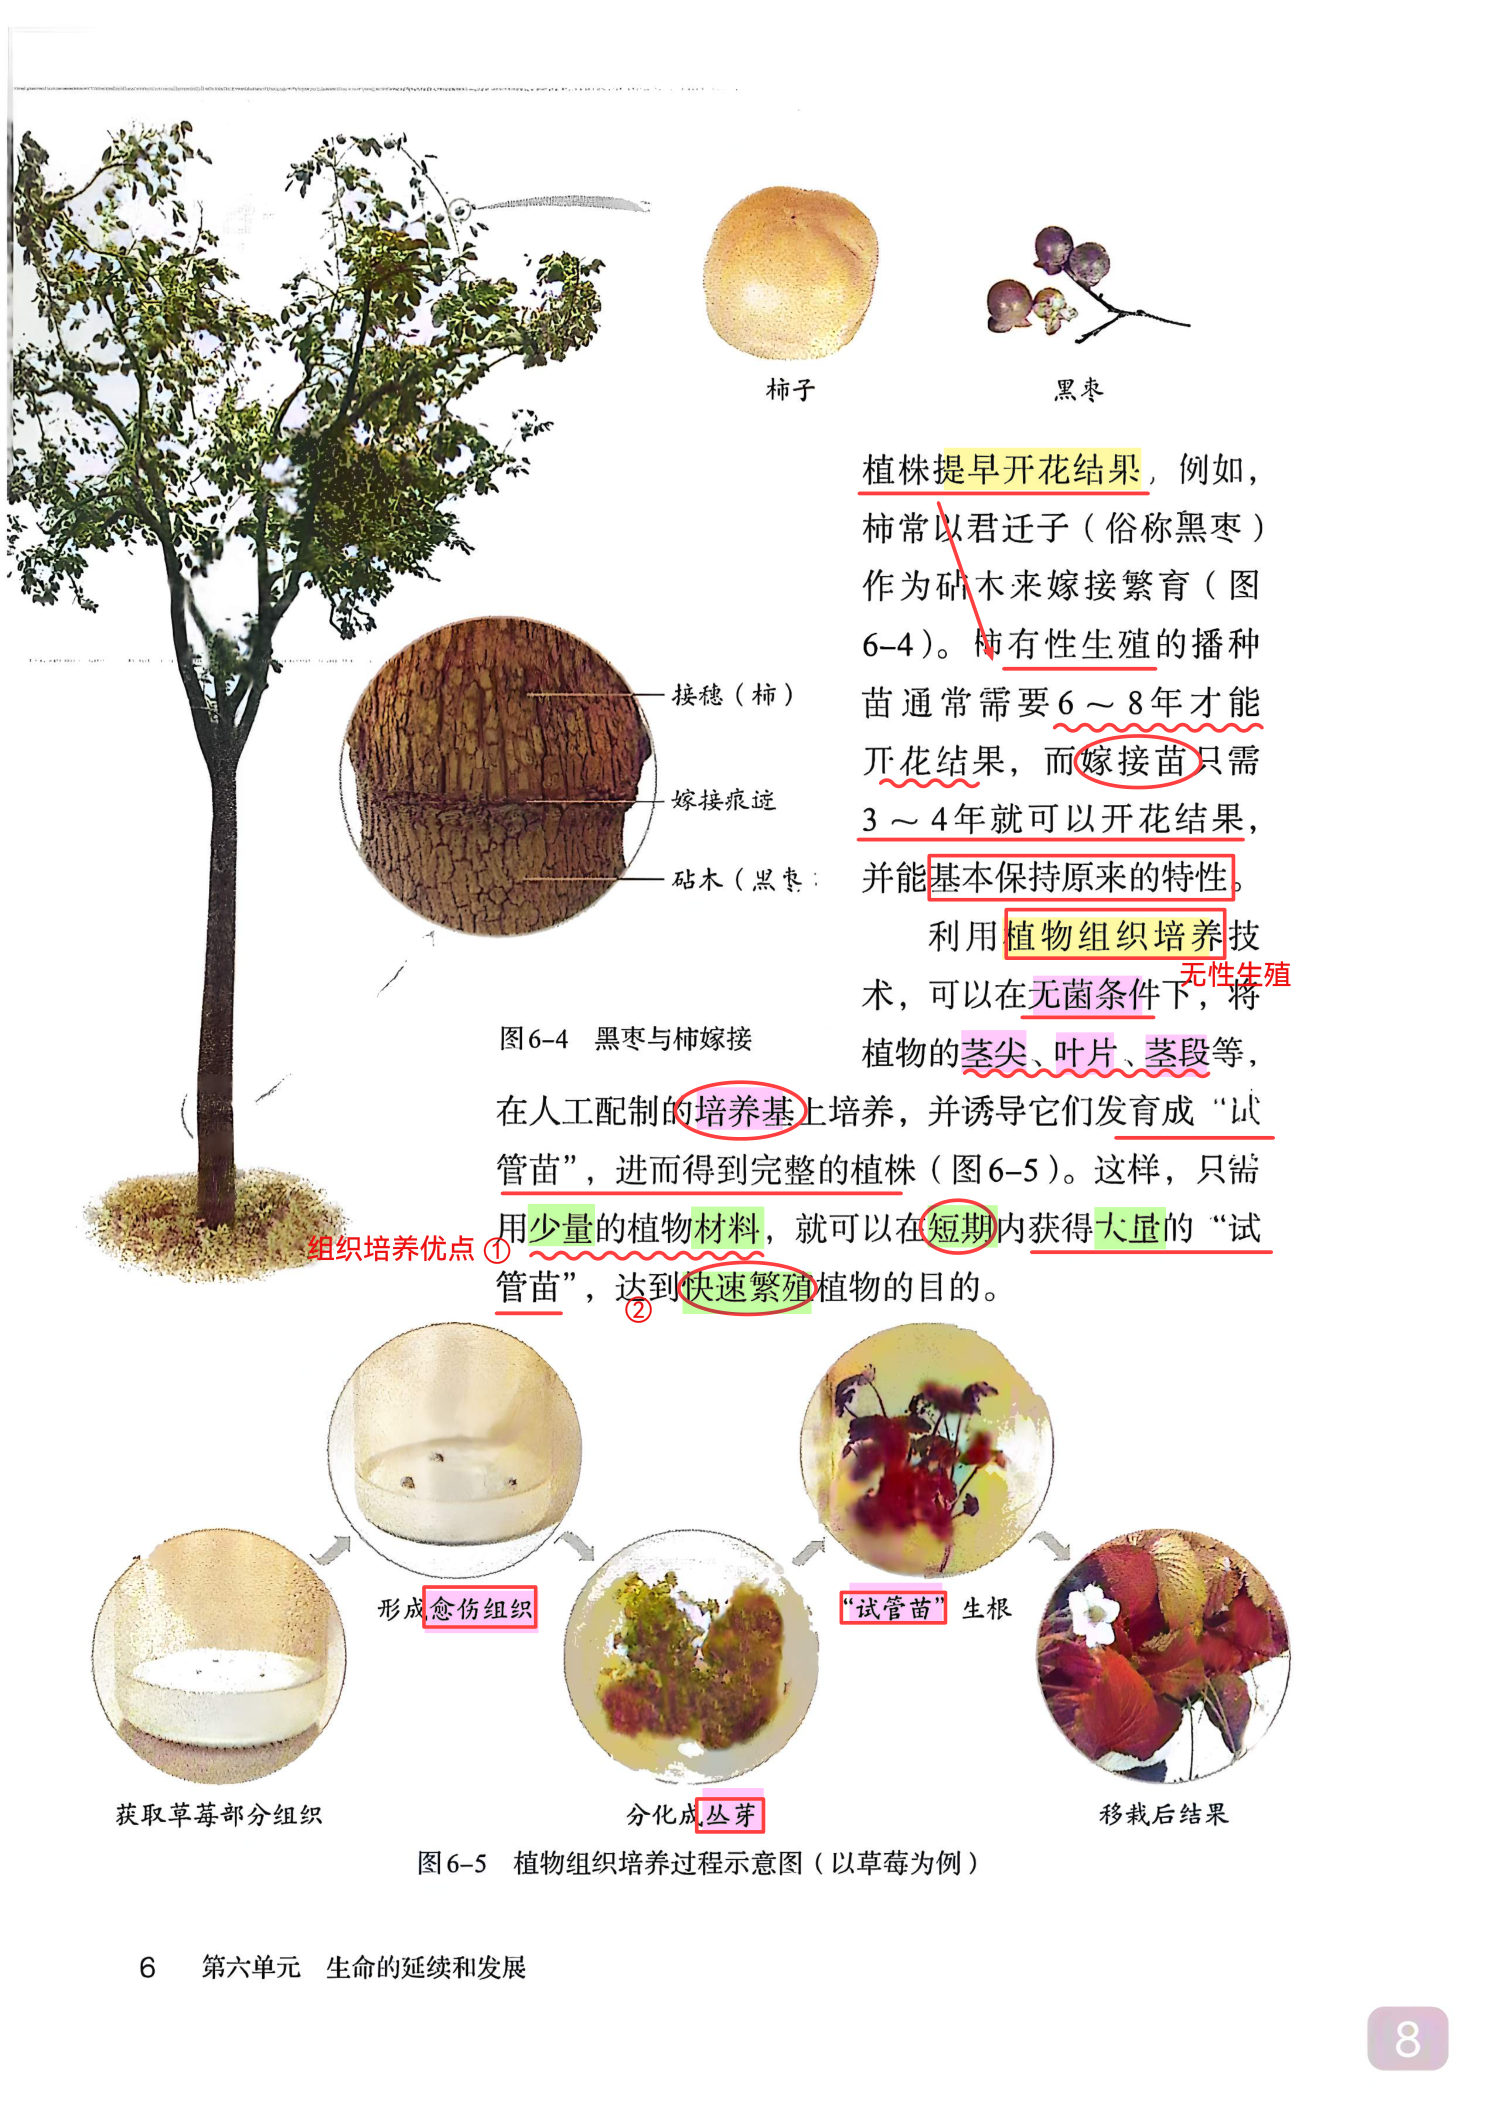 柿子
黑枣
植株提早开花结果，例如，
柿常以君迁子（俗称黑枣）
作为砧木来嫁接繁育（图
6-4）。柿有性生殖的播种
苗通常需要6～8年才能
开花结果，而嫁接苗只需
3～4年就可以开花结果，
并能基本保持原来的特性。
接穗（柿）
嫁接痕迹
砧木（黑枣
利用植物组织培养技
无性生殖
术，可以在无菌条件下，将
植物的茎尖、叶片、茎段等，
图6-4 黑枣与柿嫁接
在人工配制的培养基上培养，并诱导它们发育成“试
管苗”，进而得到完整的植株（图6-5）。这样，只需
用少量的植物材料，就可以在短期内获得大量的“试
组织培养优点 ①
管苗”，达到快速繁殖植物的目的。
②
形成愈伤组织
“试管苗”生根
获取草莓部分组织
分化成丛芽
移栽后结果
图6-5 植物组织培养过程示意图（以草莓为例）
6 第六单元 生命的延续和发展
8